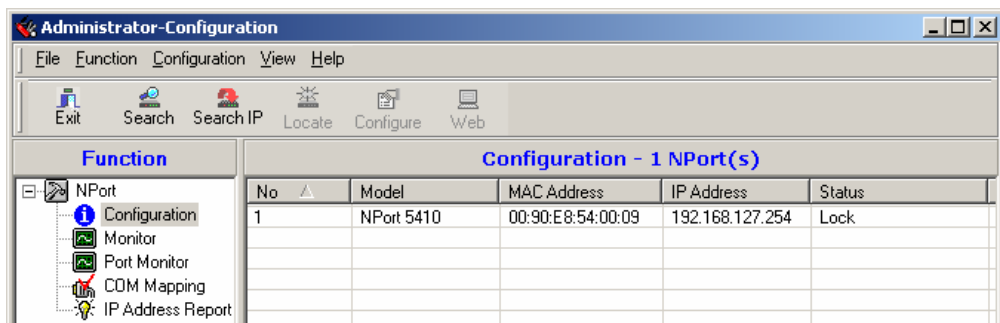 Administrator-Configuration
File Function Configuration View Help
Exit Search Search IP Locate Configure Web
Function
Configuration - 1 NPort(s)
NPort
Configuration
Monitor
Port Monitor
COM Mapping
IP Address Report
No Model MAC Address IP Address Status
1 NPort 5410 00:90:E8:54:00:09 192.168.127.254 Lock